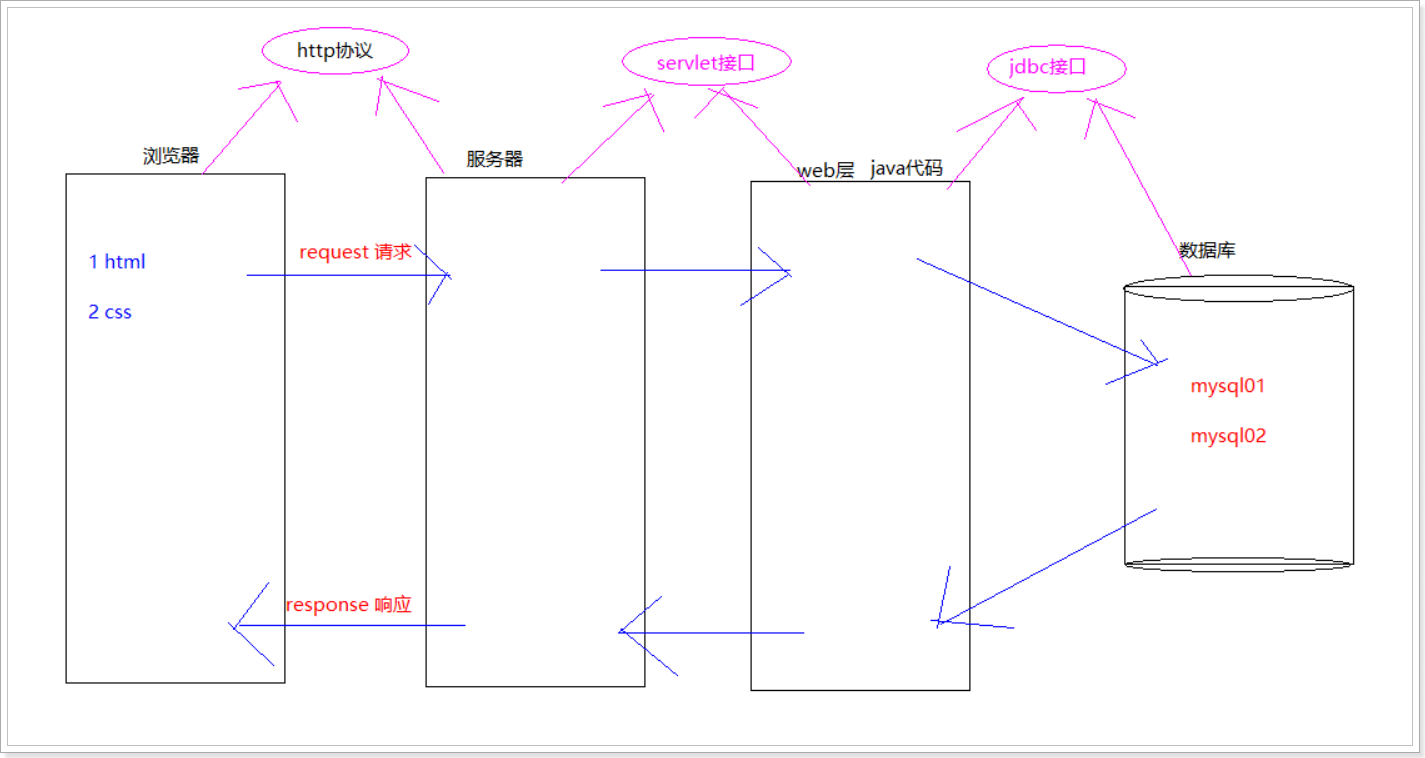 http协议
servlet接口
jdbc接口
浏览器
服务器
web层 java代码
数据库
request 请求
1 html
2 css
mysql01
mysql02
response 响应